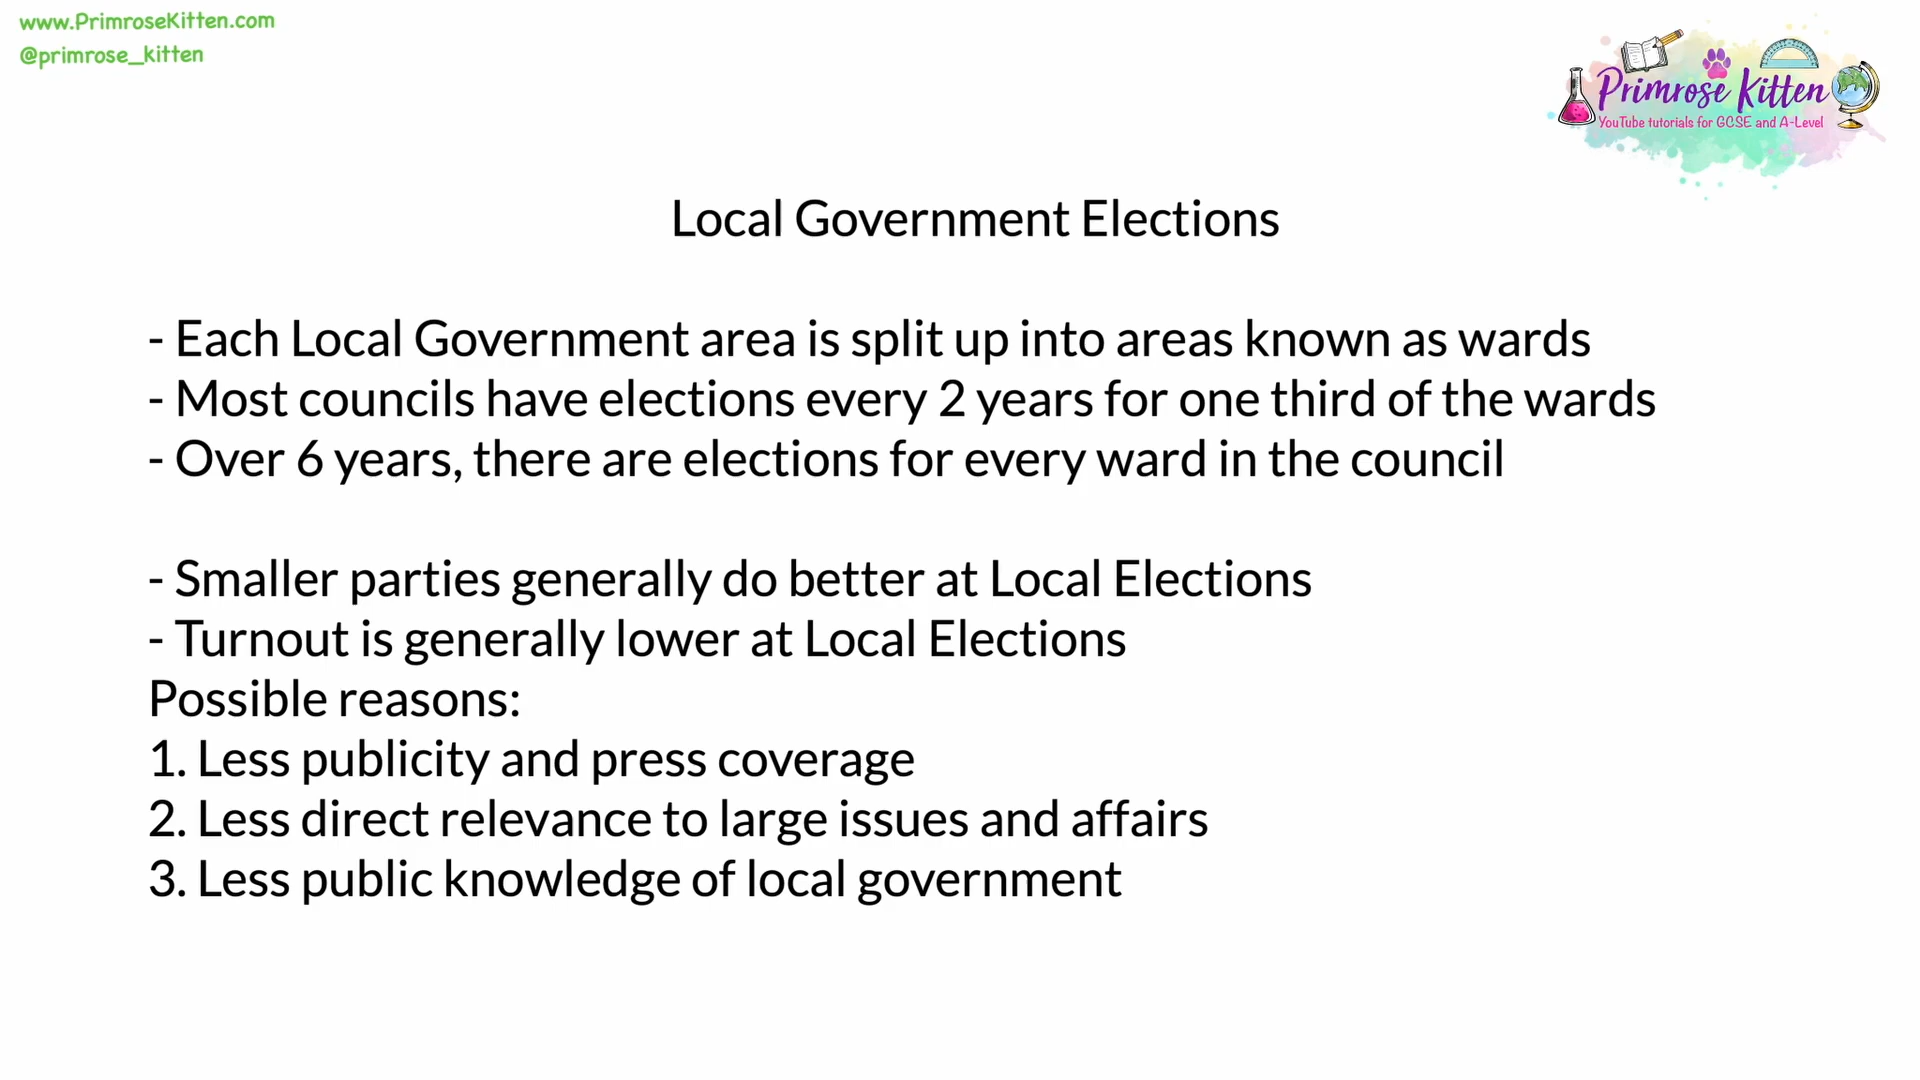 www.PrimroseKitten.com
@primrose_kitten
Primrose Kitten
YouTube tutorials for GCSE and A-Level
Local Government Elections
- Each Local Government area is split up into areas known as wards
- Most councils have elections every 2 years for one third of the wards
- Over 6 years, there are elections for every ward in the council
- Smaller parties generally do better at Local Elections
- Turnout is generally lower at Local Elections
Possible reasons:
1. Less publicity and press coverage
2. Less direct relevance to large issues and affairs
3. Less public knowledge of local government